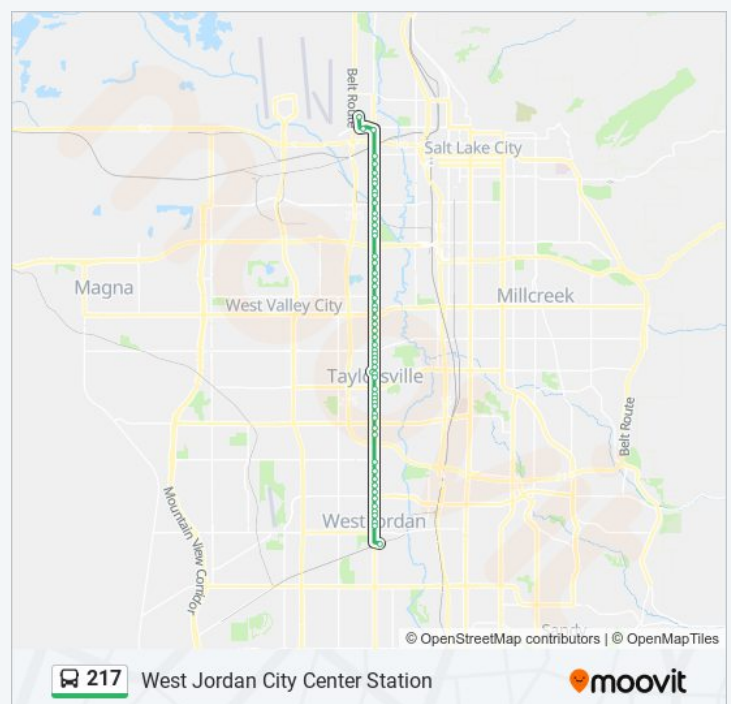 Belt Route
Salt Lake City
Magna
West Valley City
Millcreek
Taylorsville
Belt Route
West Jordan
Mountain View Corridor
Sandy
© OpenStreetMap contributors | © OpenMapTiles
217 West Jordan City Center Station
moovit